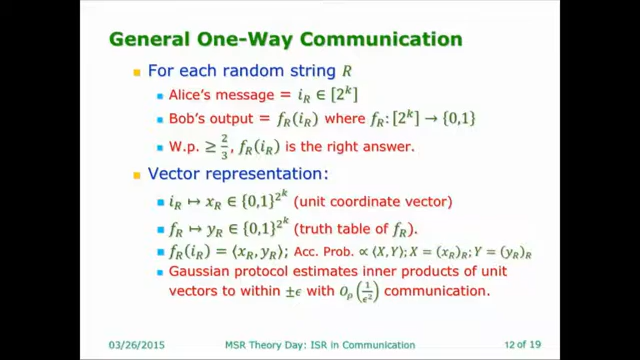 General One-Way Communication
For each random string R
Alice's message = i_R ∈ [2^k]
Bob's output = f_R(i_R) where f_R: [2^k] → {0,1}
W.p. ≥ 2/3, f_R(i_R) is the right answer.
Vector representation:
i_R ↦ x_R ∈ {0,1}^{2^k} (unit coordinate vector)
f_R ↦ y_R ∈ {0,1}^{2^k} (truth table of f_R).
f_R(i_R) = ⟨x_R, y_R⟩; Acc. Prob. ∝ ⟨X, Y⟩; X = (x_R)_R; Y = (y_R)_R
Gaussian protocol estimates inner products of unit
vectors to within ±ϵ with O_ρ(1/ϵ^2) communication.
03/26/2015 MSR Theory Day: ISR in Communication 12 of 19